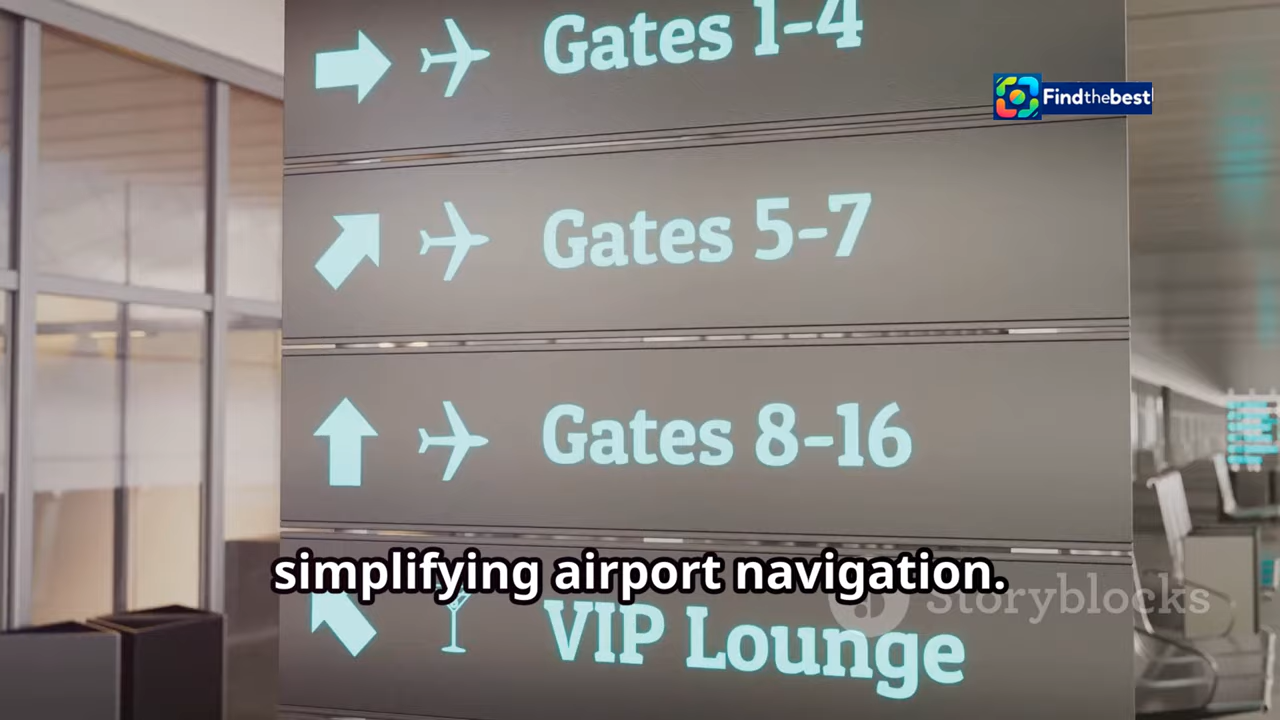 Gates 1-4
Findthebest
Gates 5-7
Gates 8-16
simplifying airport navigation.
Storyblocks
VIP Lounge